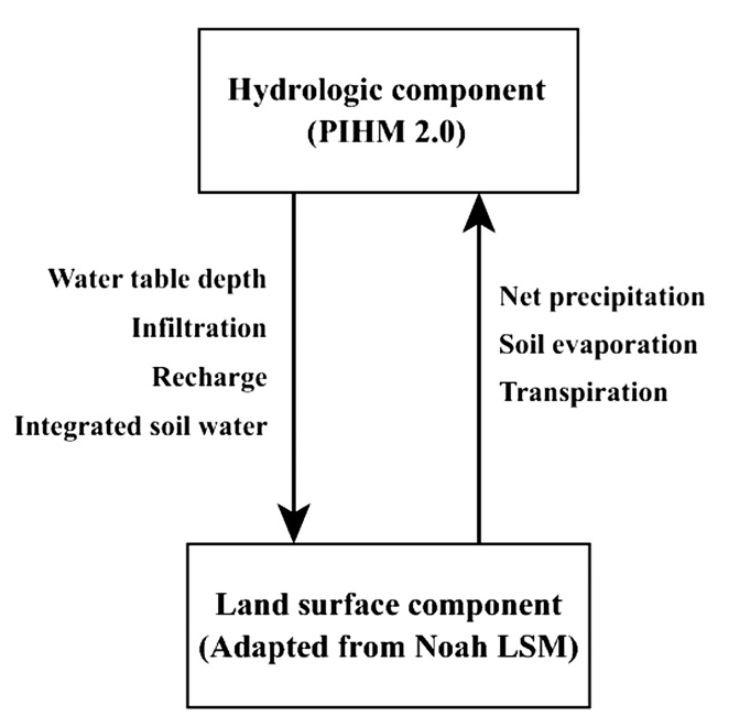 Hydrologic component
(PIHM 2.0)
Water table depth
Infiltration
Recharge
Integrated soil water
Net precipitation
Soil evaporation
Transpiration
Land surface component
(Adapted from Noah LSM)